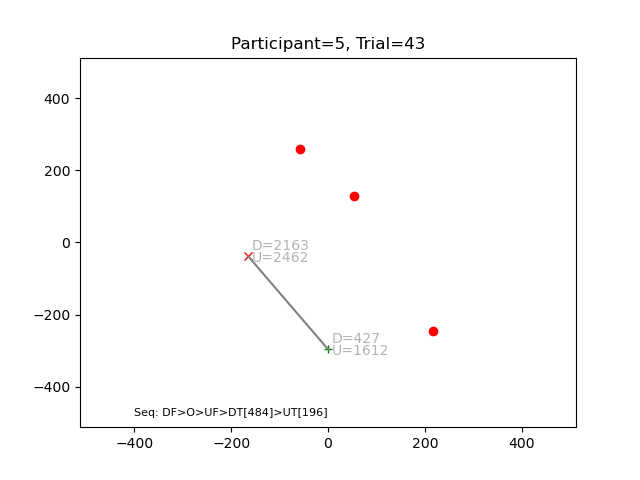 Participant=5, Trial=43
400
200
0
−200
−400
D=2163
U=2462
D=427
U=1612
Seq: DF>O>UF>DT[484]>UT[196]
−400
−200
0
200
400